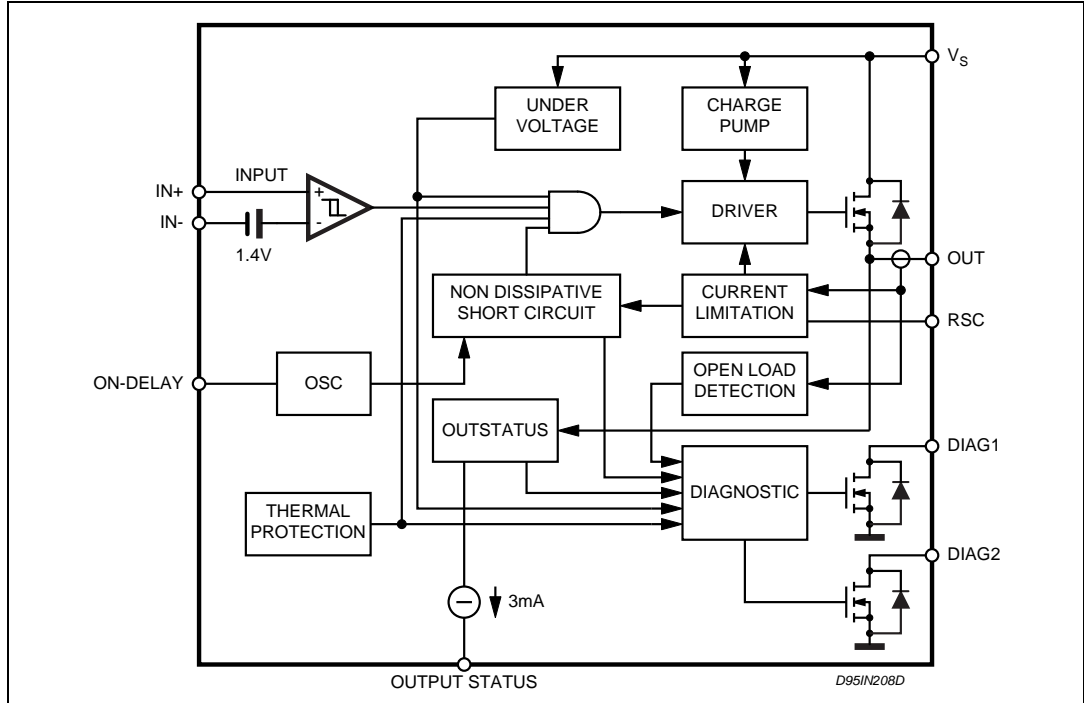 VS
UNDER
VOLTAGE
CHARGE
PUMP
INPUT
IN+
IN-
+
-
1.4V
DRIVER
OUT
NON DISSIPATIVE
SHORT CIRCUIT
CURRENT
LIMITATION
RSC
ON-DELAY
OSC
OPEN LOAD
DETECTION
OUTSTATUS
DIAG1
DIAGNOSTIC
THERMAL
PROTECTION
DIAG2
3mA
OUTPUT STATUS
D95IN208D